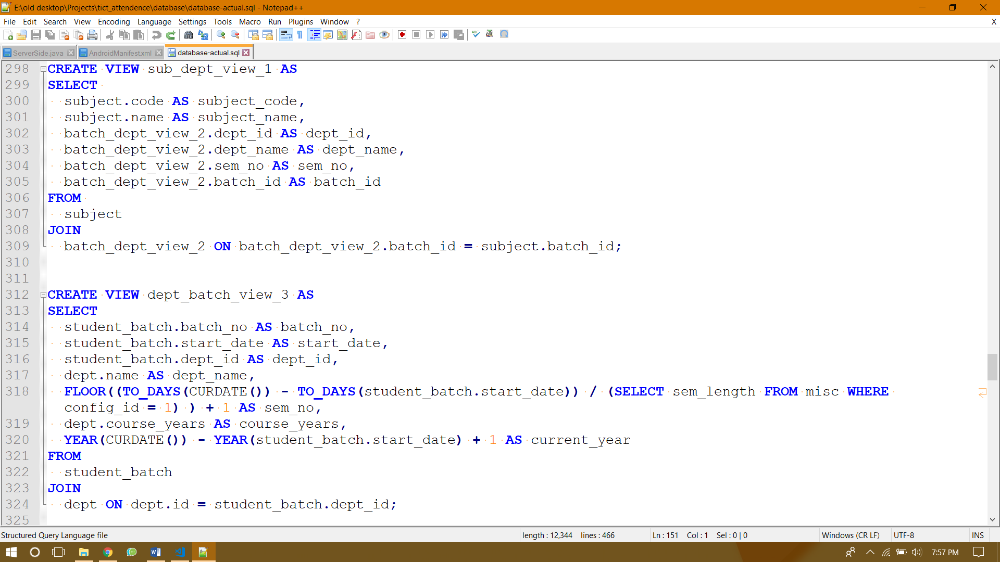 E:\old desktop\Projects\tict_attendence\database\database-actual.sql - Notepad++
File Edit Search View Encoding Language Settings Tools Macro Run Plugins Window ? X
ServerSide.java AndroidManifest.xml database-actual.sql
298 CREATE VIEW sub_dept_view_1 AS
299 SELECT
300 subject.code AS subject_code,
301 subject.name AS subject_name,
302 batch_dept_view_2.dept_id AS dept_id,
303 batch_dept_view_2.dept_name AS dept_name,
304 batch_dept_view_2.sem_no AS sem_no,
305 batch_dept_view_2.batch_id AS batch_id
306 FROM
307 subject
308 JOIN
309 batch_dept_view_2 ON batch_dept_view_2.batch_id = subject.batch_id;
310
311
312 CREATE VIEW dept_batch_view_3 AS
313 SELECT
314 student_batch.batch_no AS batch_no,
315 student_batch.start_date AS start_date,
316 student_batch.dept_id AS dept_id,
317 dept.name AS dept_name,
318 FLOOR((TO_DAYS(CURDATE()) - TO_DAYS(student_batch.start_date)) / (SELECT sem_length FROM misc WHERE
config_id = 1) ) + 1 AS sem_no,
319 dept.course_years AS course_years,
320 YEAR(CURDATE()) - YEAR(student_batch.start_date) + 1 AS current_year
321 FROM
322 student_batch
323 JOIN
324 dept ON dept.id = student_batch.dept_id;
325
Structured Query Language file length : 12,344 lines : 466 Ln : 151 Col : 1 Sel : 0 | 0 Windows (CR LF) UTF-8 INS
7:57 PM